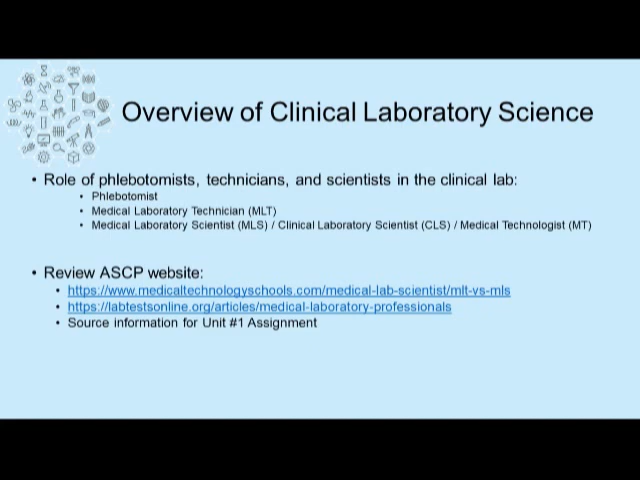 Overview of Clinical Laboratory Science
• Role of phlebotomists, technicians, and scientists in the clinical lab:
• Phlebotomist
• Medical Laboratory Technician (MLT)
• Medical Laboratory Scientist (MLS) / Clinical Laboratory Scientist (CLS) / Medical Technologist (MT)
• Review ASCP website:
• https://www.medicaltechnologyschools.com/medical-lab-scientist/mlt-vs-mls
• https://labtestsonline.org/articles/medical-laboratory-professionals
• Source information for Unit #1 Assignment